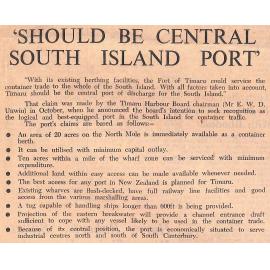 'SHOULD BE CENTRAL
SOUTH ISLAND PORT'
"With its existing berthing facilities, the Port of Timaru could service the
container trade to the whole of the South Island. With all factors taken into account,
Timaru should be the central port of discharge for the South Island."
That claim was made by the Timaru Harbour Board chairman (Mr E. W. D.
Unwin) in October, when he announced the board's intention to seek recognition as
the logical and best-equipped port in the South Island for container traffic.
The port's claims are based as follows:—
● An area of 20 acres on the North Mole is immediately available as a container
berth.
● It can be utilised with minimum capital outlay.
● Ten acres within a mile of the wharf zone can be serviced with minimum
expenditure.
● Additional land within easy access can be made available whenever needed.
● The best access for any port in New Zealand is planned for Timaru.
● Existing wharves are flush-decked, have full railway line facilities and good
access from the various marshalling areas.
● A tug capable of handling ships longer than 600ft is being provided.
● Projection of the eastern breakwater will provide a channel entrance draft
sufficient to cope with any vessel likely to be used in the container trade.
● Because of its central position, the port is economically situated to serve
industrial centres north and south of South Canterbury.